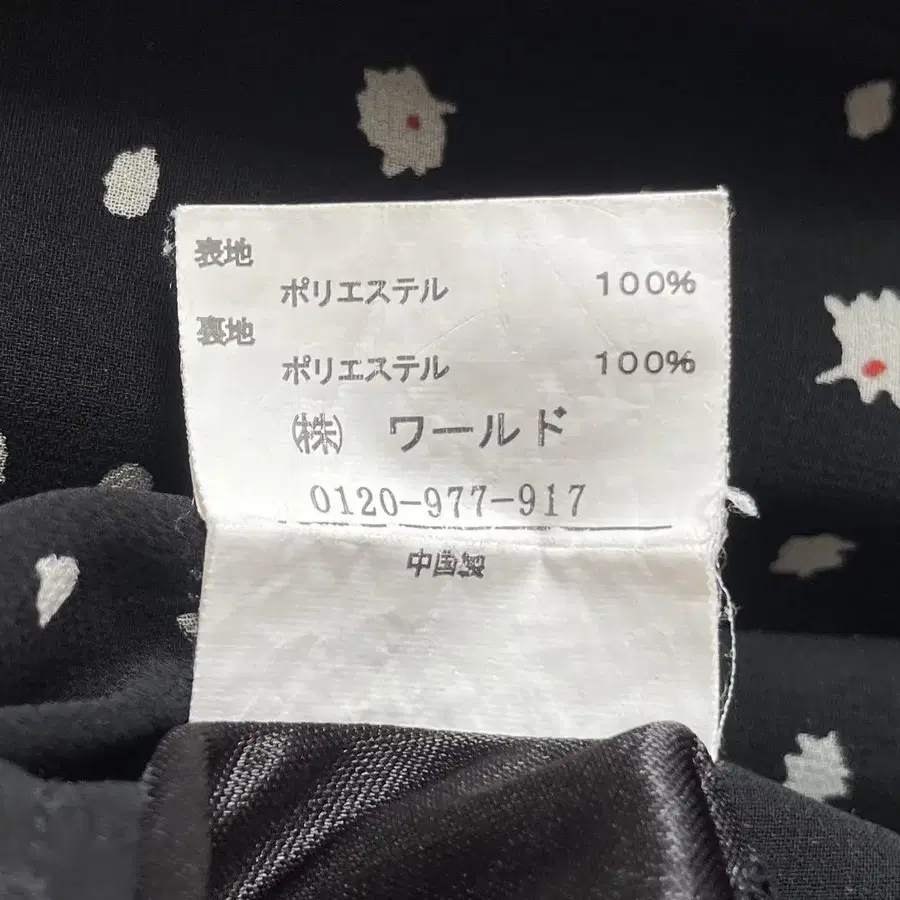 表地
ポリエステル 100%
裏地
ポリエステル 100%
㈱ ワールド
0120-977-917
中国製